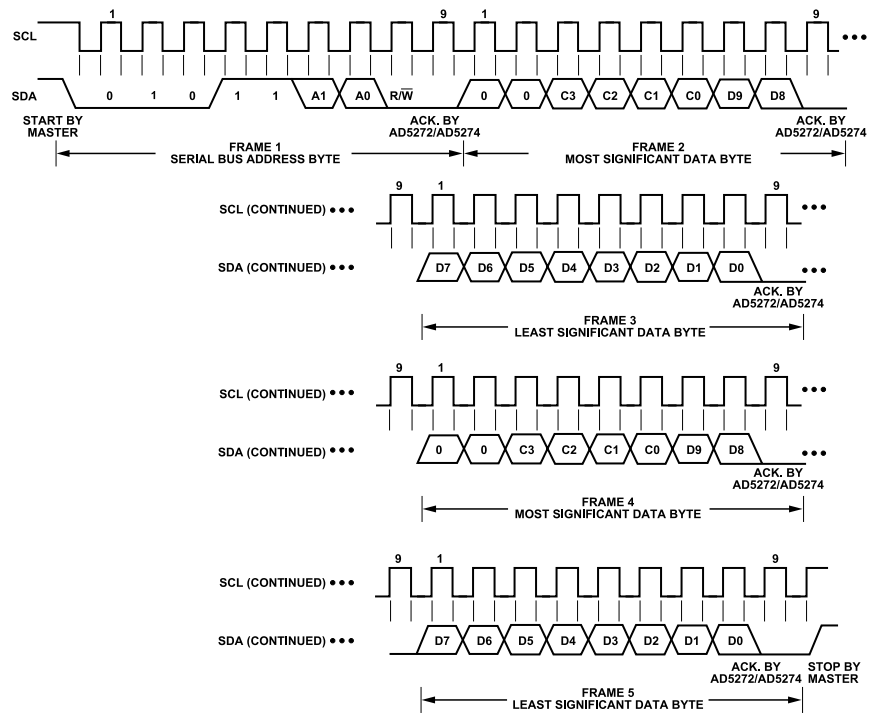 1 9 1 9
SCL •••
SDA 0 1 0 1 1 A1 A0 R/W̅ 0 0 C3 C2 C1 C0 D9 D8
START BY MASTER
ACK. BY AD5272/AD5274
ACK. BY AD5272/AD5274
FRAME 1
SERIAL BUS ADDRESS BYTE
FRAME 2
MOST SIGNIFICANT DATA BYTE
9 1 9
SCL (CONTINUED) ••• •••
SDA (CONTINUED) ••• D7 D6 D5 D4 D3 D2 D1 D0 •••
ACK. BY
AD5272/AD5274
FRAME 3
LEAST SIGNIFICANT DATA BYTE
9 1 9
SCL (CONTINUED) ••• •••
SDA (CONTINUED) ••• 0 0 C3 C2 C1 C0 D9 D8 •••
ACK. BY
AD5272/AD5274
FRAME 4
MOST SIGNIFICANT DATA BYTE
9 1 9
SCL (CONTINUED) •••
SDA (CONTINUED) ••• D7 D6 D5 D4 D3 D2 D1 D0
ACK. BY
AD5272/AD5274
STOP BY
MASTER
FRAME 5
LEAST SIGNIFICANT DATA BYTE